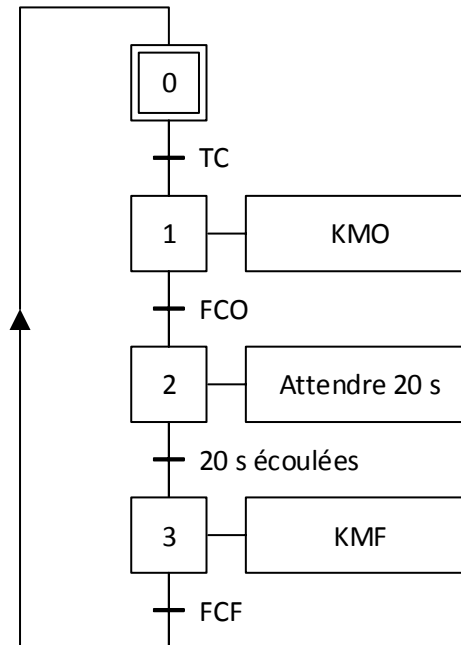 0
TC
1
KMO
FCO
2
Attendre 20 s
20 s écoulées
3
KMF
FCF